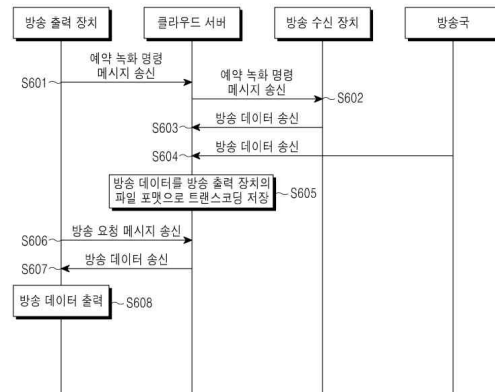 방송 출력 장치
클라우드 서버
방송 수신 장치
방송국
예약 녹화 명령
메시지 송신
S601
예약 녹화 명령
메시지 송신
S602
방송 데이터 송신
S603
방송 데이터 송신
S604
방송 데이터를 방송 출력 장치의
파일 포맷으로 트랜스코딩 저장
S605
방송 요청 메시지 송신
S606
방송 데이터 송신
S607
방송 데이터 출력
S608